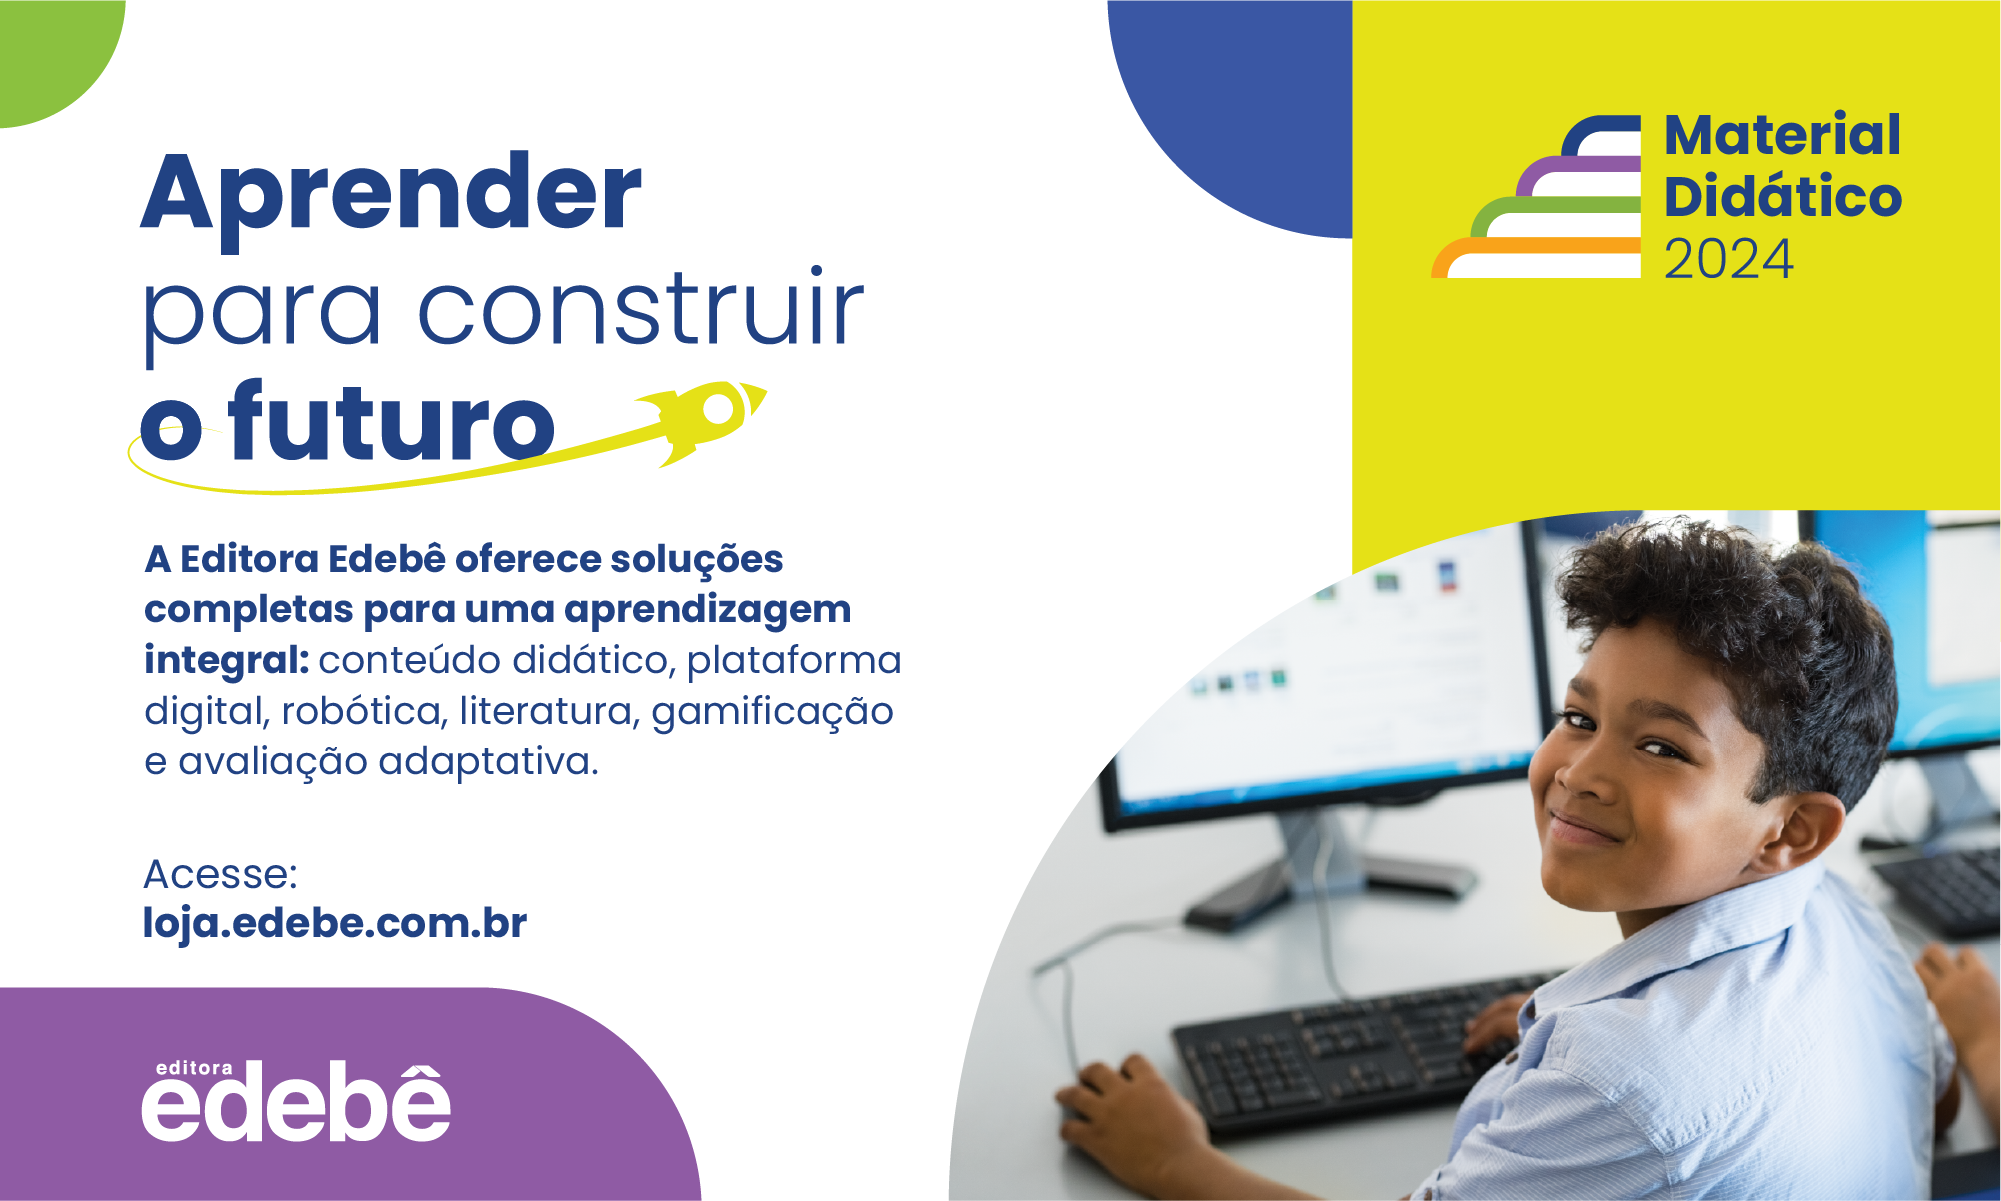 Aprender
para construir
o futuro
A Editora Edebê oferece soluções
completas para uma aprendizagem
integral: conteúdo didático, plataforma
digital, robótica, literatura, gamificação
e avaliação adaptativa.
Acesse:
loja.edebe.com.br
editora
edebê
Material
Didático
2024